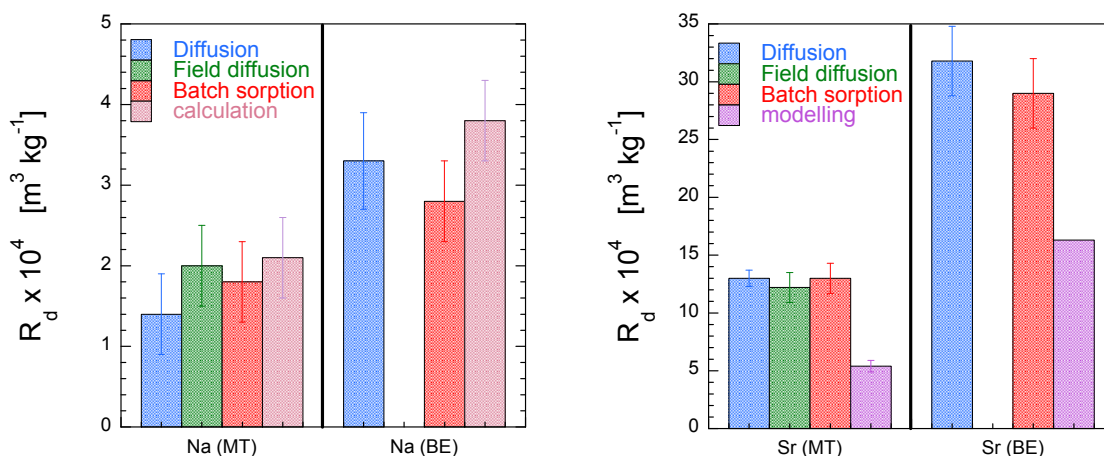 5
4
3
2
1
0
R_d x 10^4 [m^3 kg^-1]
Diffusion
Field diffusion
Batch sorption
calculation
Na (MT)
Na (BE)
35
30
25
20
15
10
5
0
R_d x 10^4 [m^3 kg^-1]
Diffusion
Field diffusion
Batch sorption
modelling
Sr (MT)
Sr (BE)